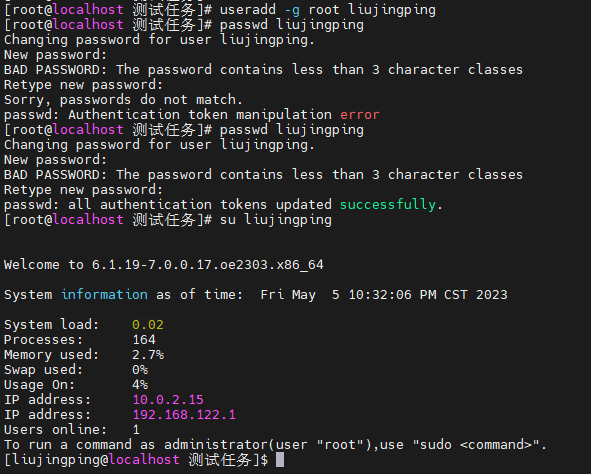 [root@localhost 测试任务]# useradd -g root liujingping
[root@localhost 测试任务]# passwd liujingping
Changing password for user liujingping.
New password:
BAD PASSWORD: The password contains less than 3 character classes
Retype new password:
Sorry, passwords do not match.
passwd: Authentication token manipulation error
[root@localhost 测试任务]# passwd liujingping
Changing password for user liujingping.
New password:
BAD PASSWORD: The password contains less than 3 character classes
Retype new password:
passwd: all authentication tokens updated successfully.
[root@localhost 测试任务]# su liujingping
Welcome to 6.1.19-7.0.0.17.oe2303.x86_64
System information as of time:  Fri May  5 10:32:06 PM CST 2023
System load:    0.02
Processes:      164
Memory used:    2.7%
Swap used:      0%
Usage On:       4%
IP address:     10.0.2.15
IP address:     192.168.122.1
Users online:   1
To run a command as administrator(user "root"),use "sudo <command>".
[liujingping@localhost 测试任务]$